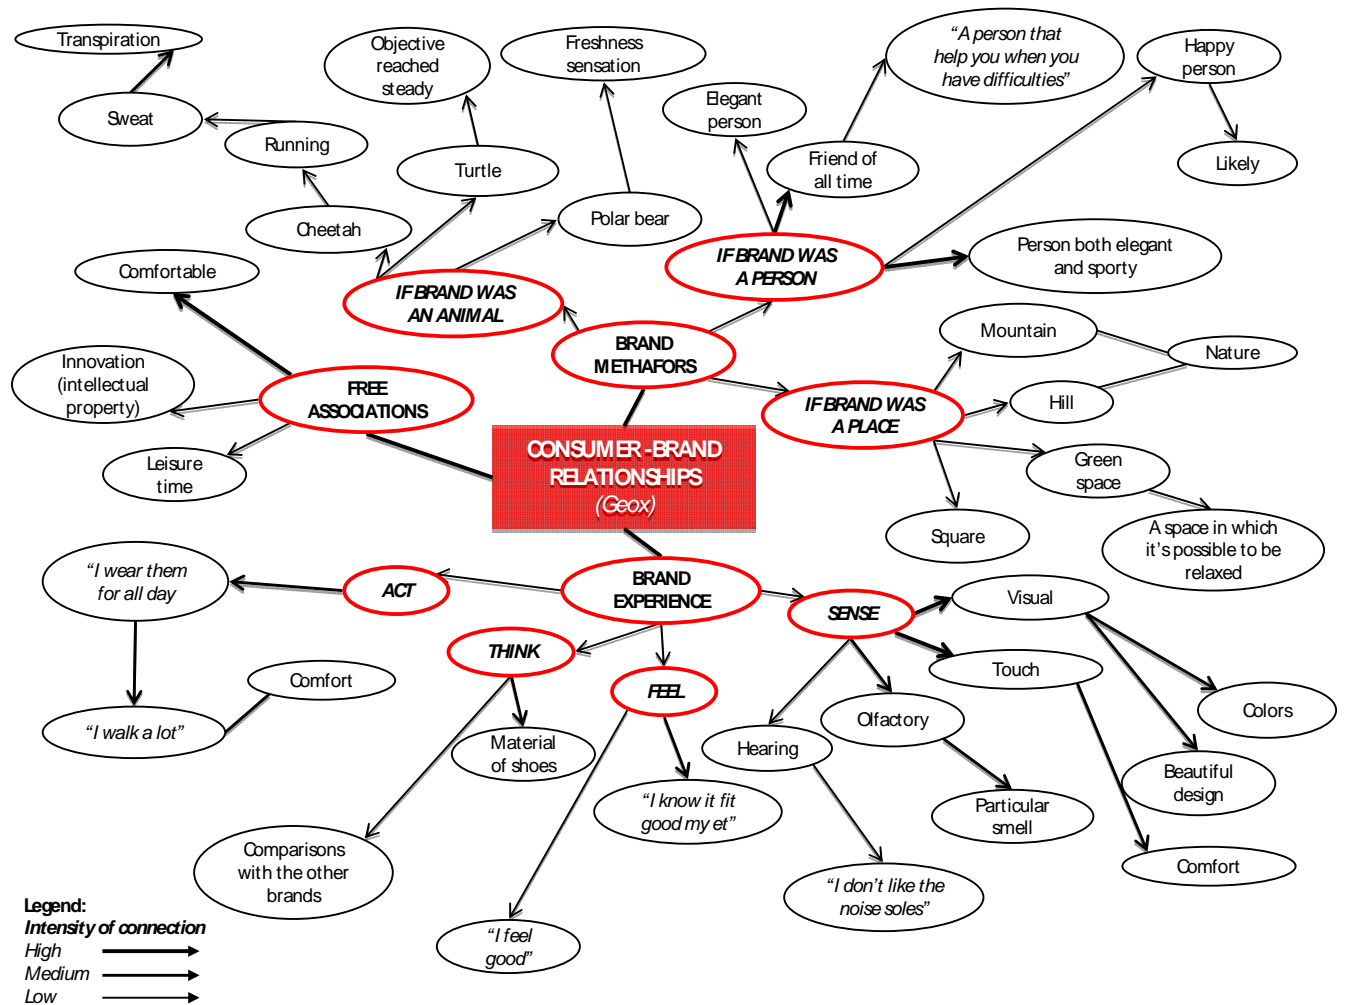 Transpiration
Objective
reached
steady
Freshness
sensation
“A person that
help you when you
have difficulties”
Happy
person
Elegant
person
Sweat
Running
Turtle
Friend of
all time
Likely
Cheetah
Polar bear
Comfortable
IF BRAND WAS
AN ANIMAL
IF BRAND WAS
A PERSON
Person both elegant
and sporty
BRAND
METHAFORS
Mountain
Nature
Innovation
(intellectual
property)
FREE
ASSOCIATIONS
IF BRAND WAS
A PLACE
Hill
Leisure
time
CONSUMER-BRAND
RELATIONSHIPS
(Geox)
Green
space
Square
A space in which
it’s possible to be
relaxed
“I wear them
for all day
ACT
BRAND
EXPERIENCE
SENSE
Visual
THINK
Touch
Comfort
FEEL
“I walk a lot”
Material
of shoes
Hearing
Olfactory
Colors
Beautiful
design
“I know it fit
good my et”
Particular
smell
Comparisons
with the other
brands
Comfort
“I don’t like the
noise soles”
“I feel
good”
Legend:
Intensity of connection
High
Medium
Low